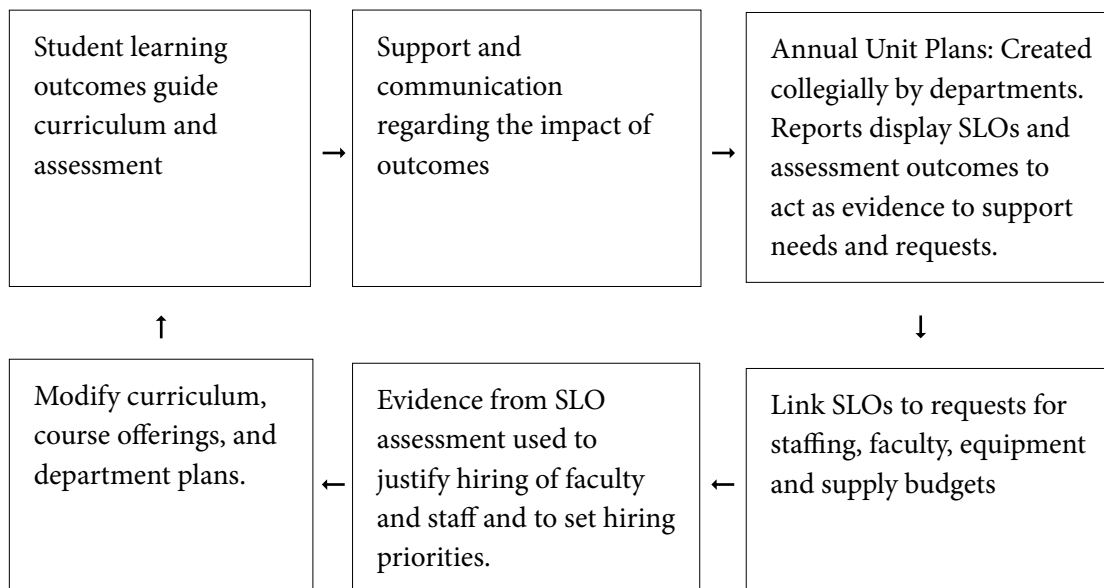 Student learning
outcomes guide
curriculum and
assessment
→
Support and
communication
regarding the impact of
outcomes
→
Annual Unit Plans: Created
collegially by departments.
Reports display SLOs and
assessment outcomes to
act as evidence to support
needs and requests.
↑
↓
Modify curriculum,
course offerings, and
department plans.
←
Evidence from SLO
assessment used to
justify hiring of faculty
and staff and to set hiring
priorities.
←
Link SLOs to requests for
staffing, faculty, equipment
and supply budgets